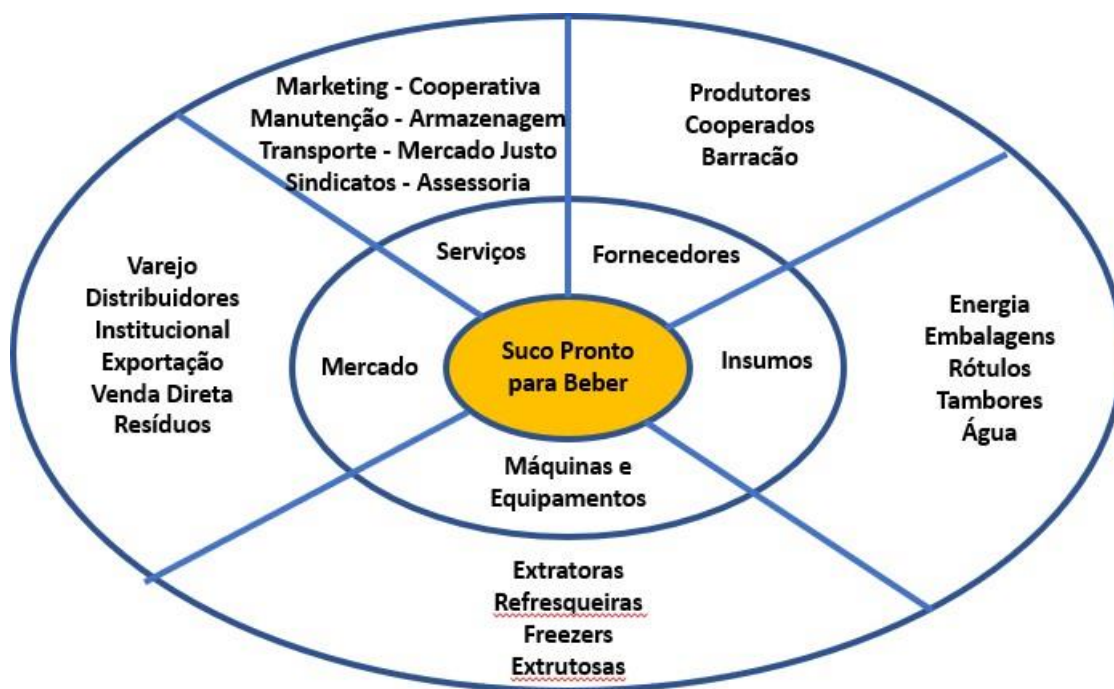 Marketing - Cooperativa
Manutenção - Armazenagem
Transporte - Mercado Justo
Sindicatos - Assessoria
Produtores
Cooperados
Barracão
Serviços
Fornecedores
Varejo
Distribuidores
Institucional
Exportação
Venda Direta
Resíduos
Mercado
Suco Pronto
para Beber
Insumos
Energia
Embalagens
Rótulos
Tambores
Água
Máquinas e
Equipamentos
Extratoras
Refresqueiras
Freezers
Extrutosas